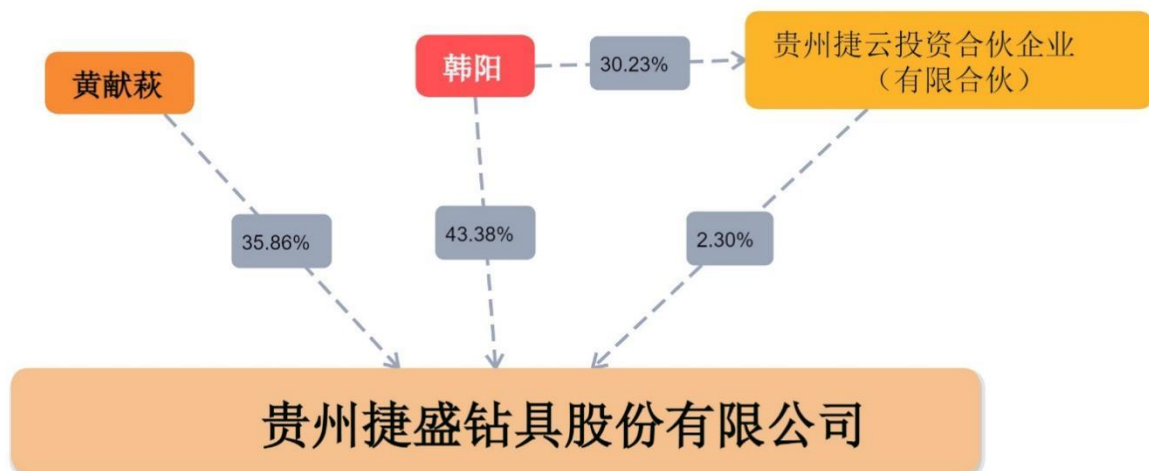 黄献萩
韩阳
30.23%
贵州捷云投资合伙企业
（有限合伙）
35.86%
43.38%
2.30%
贵州捷盛钻具股份有限公司